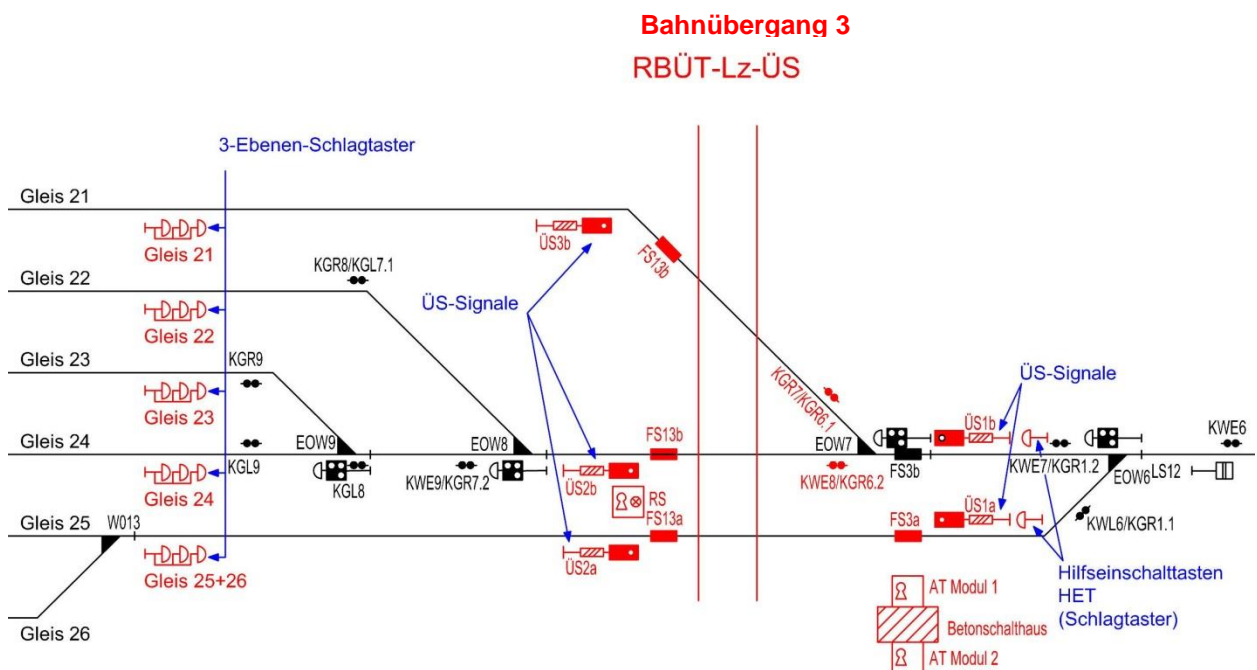 Bahnübergang 3
RBÜT-Lz-ÜS
3-Ebenen-Schlagtaster
Gleis 21
Gleis 21
ÜS3b
FS13b
KGR8/KGL7.1
Gleis 22
Gleis 22
ÜS-Signale
Gleis 23
KGR9
Gleis 23
KGR7/KGR6.1
ÜS-Signale
Gleis 24
KGL9
Gleis 24
EOW9
KGL8
KWE9/KGR7.2
EOW8
ÜS2b
FS13b
RS
FS13a
EOW7
KWE8/KGR6.2
FS3b
ÜS1b
KWE7/KGR1.2
EOW6
LS12
KWE6
Gleis 25
W013
Gleis 25+26
ÜS2a
FS3a
ÜS1a
KWL6/KGR1.1
Gleis 26
AT Modul 1
Betonschalthaus
AT Modul 2
Hilfseinschalttasten
HET
(Schlagtaster)